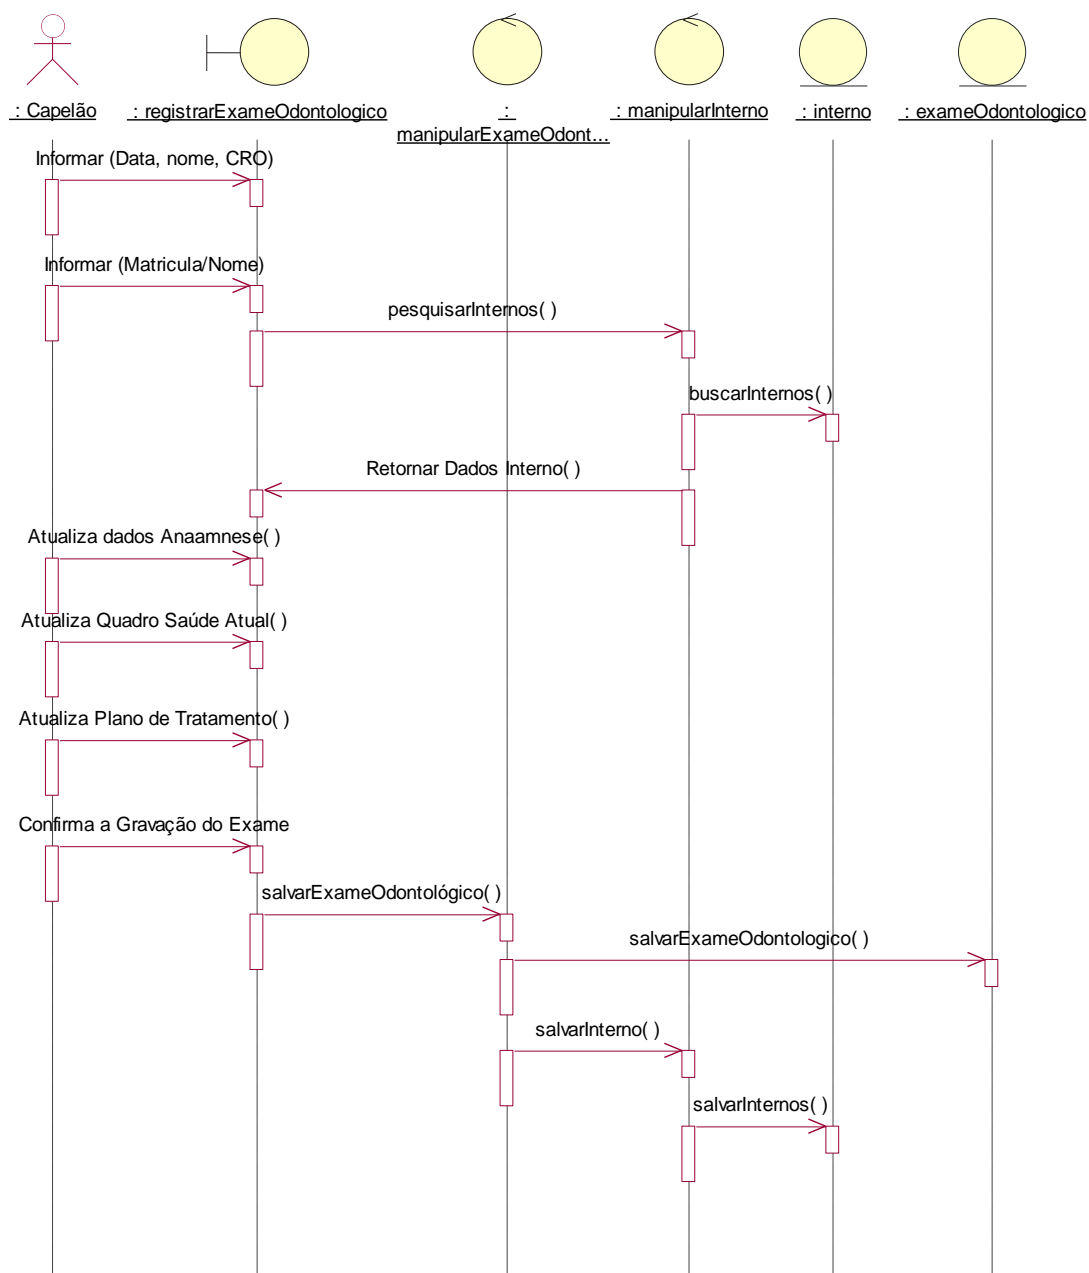 : Capelão
: registrarExameOdontologico
:
manipularExameOdont...
: manipularInterno
: interno
: exameOdontologico
Informar (Data, nome, CRO)
Informar (Matricula/Nome)
pesquisarInternos( )
buscarInternos( )
Retornar Dados Interno( )
Atualiza dados Anaamnese( )
Atualiza Quadro Saúde Atual( )
Atualiza Plano de Tratamento( )
Confirma a Gravação do Exame
salvarExameOdontológico( )
salvarExameOdontologico( )
salvarInterno( )
salvarInternos( )